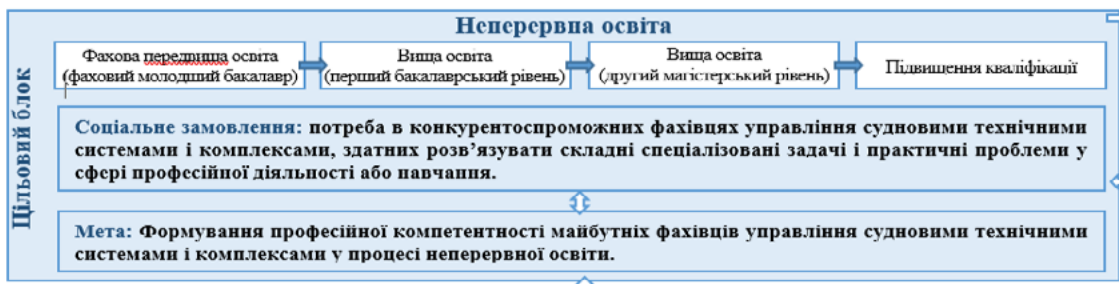 Неперервна освіта
Фахова передвища освіта
(фаховий молодший бакалавр)
Вища освіта
(перший бакалаврський рівень)
Вища освіта
(другий магістерський рівень)
Підвищення кваліфікації
Цільовий блок
Соціальне замовлення: потреба в конкурентоспроможних фахівцях управління судновими технічними
системами і комплексами, здатних розв’язувати складні спеціалізовані задачі і практичні проблеми у
сфері професійної діяльності або навчання.
Мета: Формування професійної компетентності майбутніх фахівців управління судновими технічними
системами і комплексами у процесі неперервної освіти.